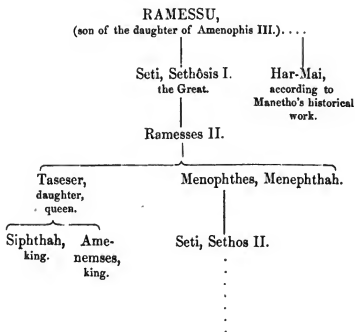 RAMESSU,
(son of the daughter of Amenophis III.)....
Seti, Sethôsis I.
the Great.
Har-Mai,
according to
Manetho's historical
work.
Ramesses II.
Taseser,
daughter,
queen.
Menophthes, Menephthah.
Siphthah,
king.
Ame-
nemses,
king.
Seti, Sethos II.